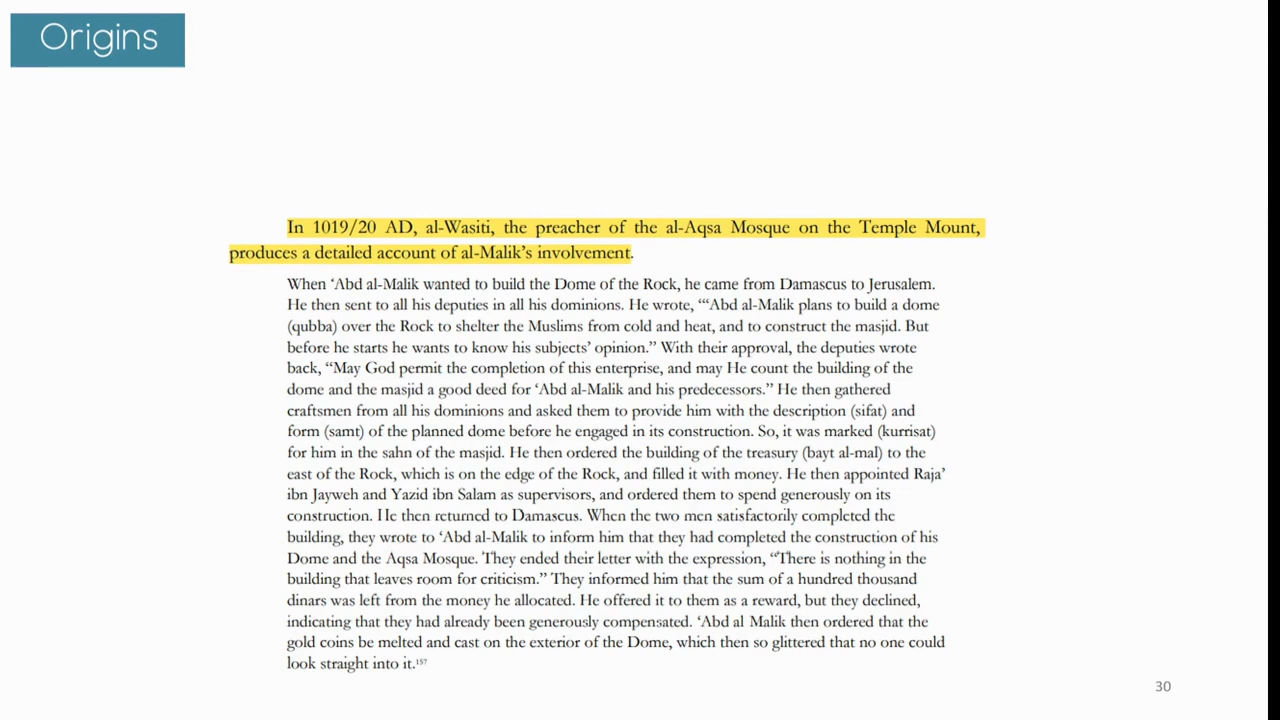 Origins
In 1019/20 AD, al-Wasiti, the preacher of the al-Aqsa Mosque on the Temple Mount,
produces a detailed account of al-Malik's involvement.
When ‘Abd al-Malik wanted to build the Dome of the Rock, he came from Damascus to Jerusalem.
He then sent to all his deputies in all his dominions. He wrote, “‘Abd al-Malik plans to build a dome
(qubba) over the Rock to shelter the Muslims from cold and heat, and to construct the masjid. But
before he starts he wants to know his subjects’ opinion.” With their approval, the deputies wrote
back, “May God permit the completion of this enterprise, and may He count the building of the
dome and the masjid a good deed for ‘Abd al-Malik and his predecessors.” He then gathered
craftsmen from all his dominions and asked them to provide him with the description (sifat) and
form (samt) of the planned dome before he engaged in its construction. So, it was marked (kurrisat)
for him in the sahn of the masjid. He then ordered the building of the treasury (bayt al-mal) to the
east of the Rock, which is on the edge of the Rock, and filled it with money. He then appointed Raja’
ibn Jayweh and Yazid ibn Salam as supervisors, and ordered them to spend generously on its
construction. He then returned to Damascus. When the two men satisfactorily completed the
building, they wrote to ‘Abd al-Malik to inform him that they had completed the construction of his
Dome and the Aqsa Mosque. They ended their letter with the expression, “There is nothing in the
building that leaves room for criticism.” They informed him that the sum of a hundred thousand
dinars was left from the money he allocated. He offered it to them as a reward, but they declined,
indicating that they had already been generously compensated. ‘Abd al Malik then ordered that the
gold coins be melted and cast on the exterior of the Dome, which then so glittered that no one could
look straight into it.157
30